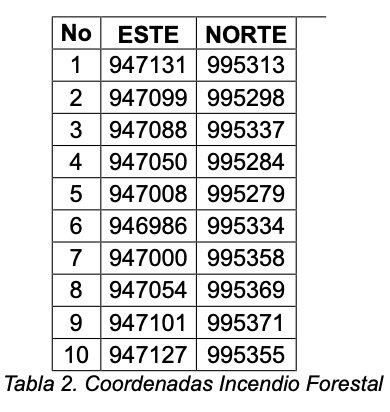 No ESTE NORTE
1 947131 995313
2 947099 995298
3 947088 995337
4 947050 995284
5 947008 995279
6 946986 995334
7 947000 995358
8 947054 995369
9 947101 995371
10 947127 995355
Tabla 2. Coordenadas Incendio Forestal